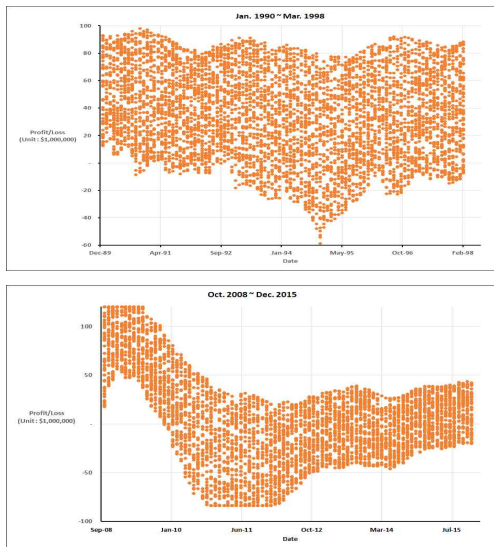 Jan. 1990 ~ Mar. 1998
100
80
60
40
20
-
-20
-40
-60
Profit/Loss
(Unit : $1,000,000)
Dec-89 Apr-91 Sep-92 Jan-94 May-95 Oct-96 Feb-98
Date
Oct. 2008 ~ Dec. 2015
100
50
-
-50
-100
Profit/Loss
(Unit : $1,000,000)
Sep-08 Jan-10 Jun-11 Oct-12 Mar-14 Jul-15
Date